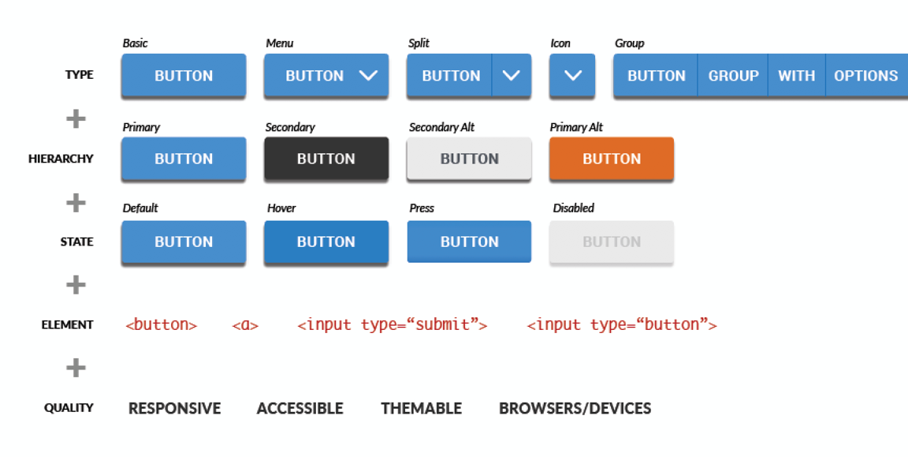 Basic Menu Split Icon Group
TYPE BUTTON BUTTON BUTTON BUTTON GROUP WITH OPTIONS
+
Primary Secondary Secondary Alt Primary Alt
HIERARCHY BUTTON BUTTON BUTTON BUTTON
+
Default Hover Press Disabled
STATE BUTTON BUTTON BUTTON BUTTON
+
ELEMENT <button> <a> <input type=“submit”> <input type=“button”>
+
QUALITY RESPONSIVE ACCESSIBLE THEMABLE BROWSERS/DEVICES